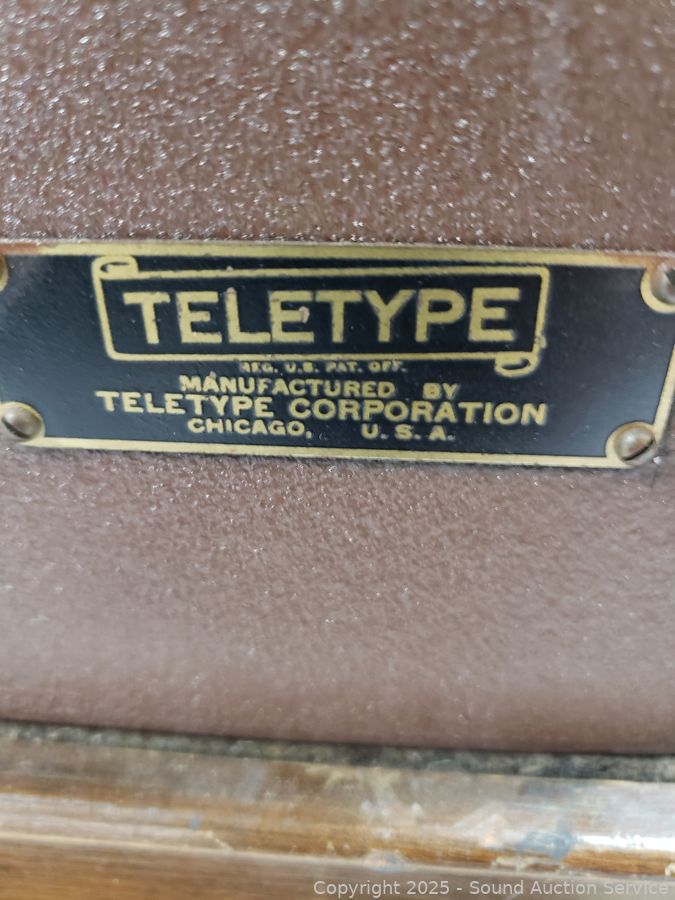 TELETYPE
REG. U.S. PAT. OFF.
MANUFACTURED BY
TELETYPE CORPORATION
CHICAGO, U. S. A.
Copyright 2025 - Sound Auction Service